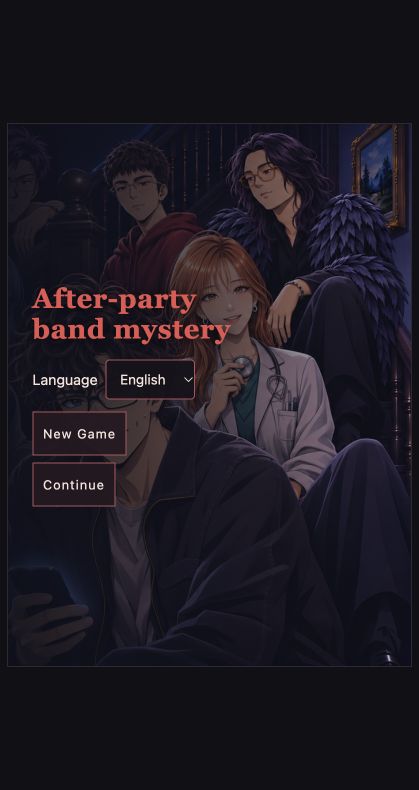 After-party
band mystery
Language English
New Game
Continue